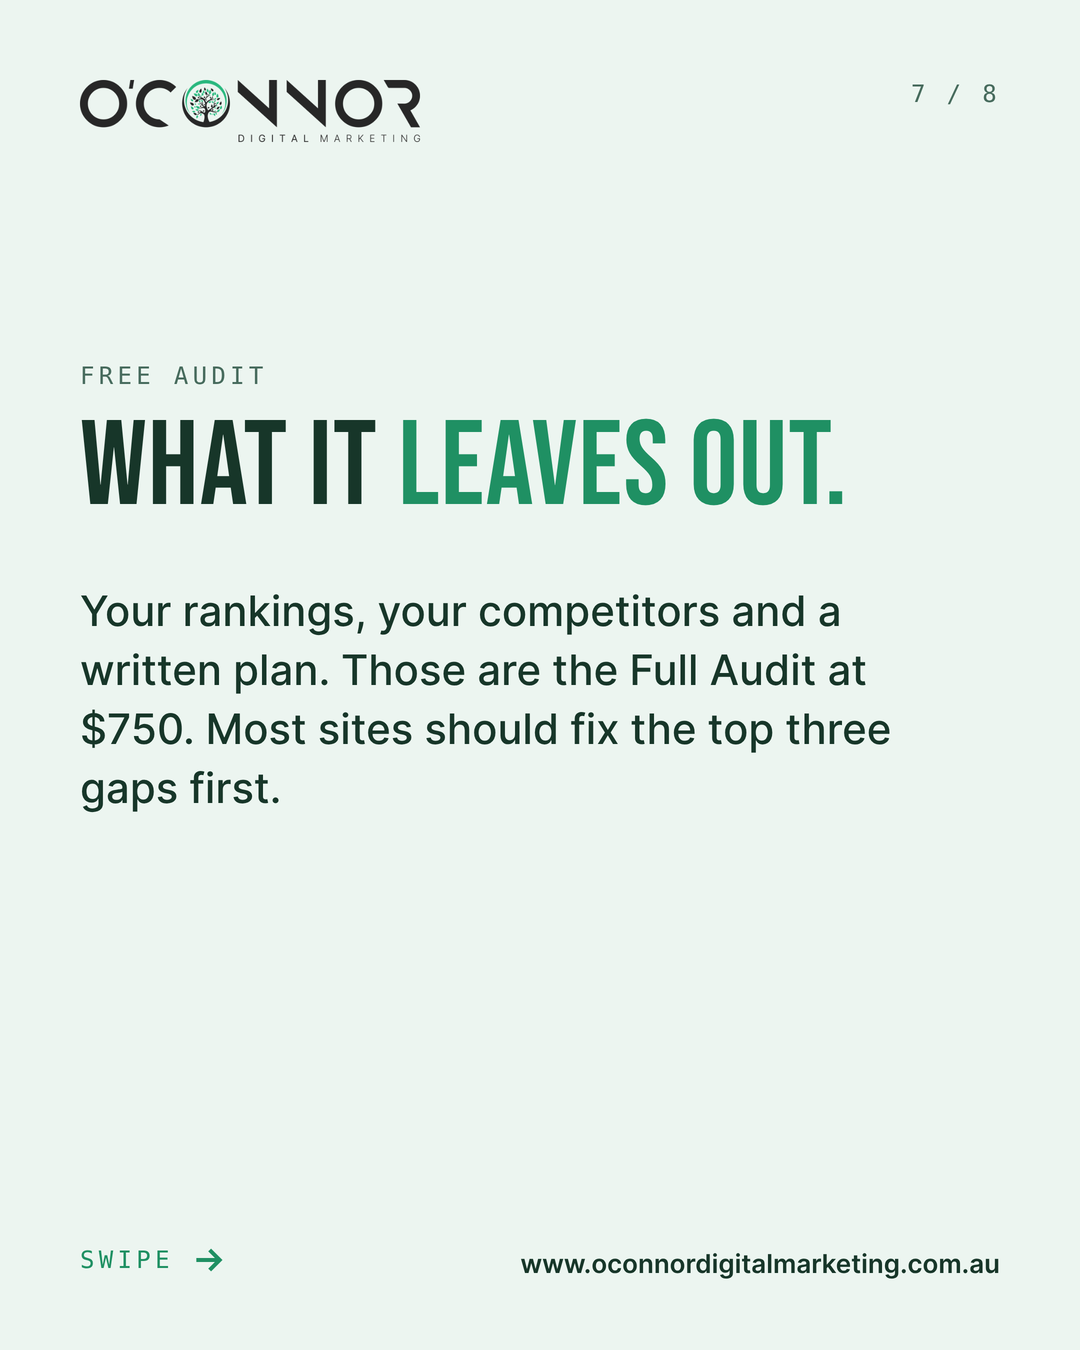 O'CONNOR
DIGITAL MARKETING
7 / 8
FREE AUDIT
WHAT IT LEAVES OUT.
Your rankings, your competitors and a
written plan. Those are the Full Audit at
$750. Most sites should fix the top three
gaps first.
SWIPE →
www.oconnordigitalmarketing.com.au